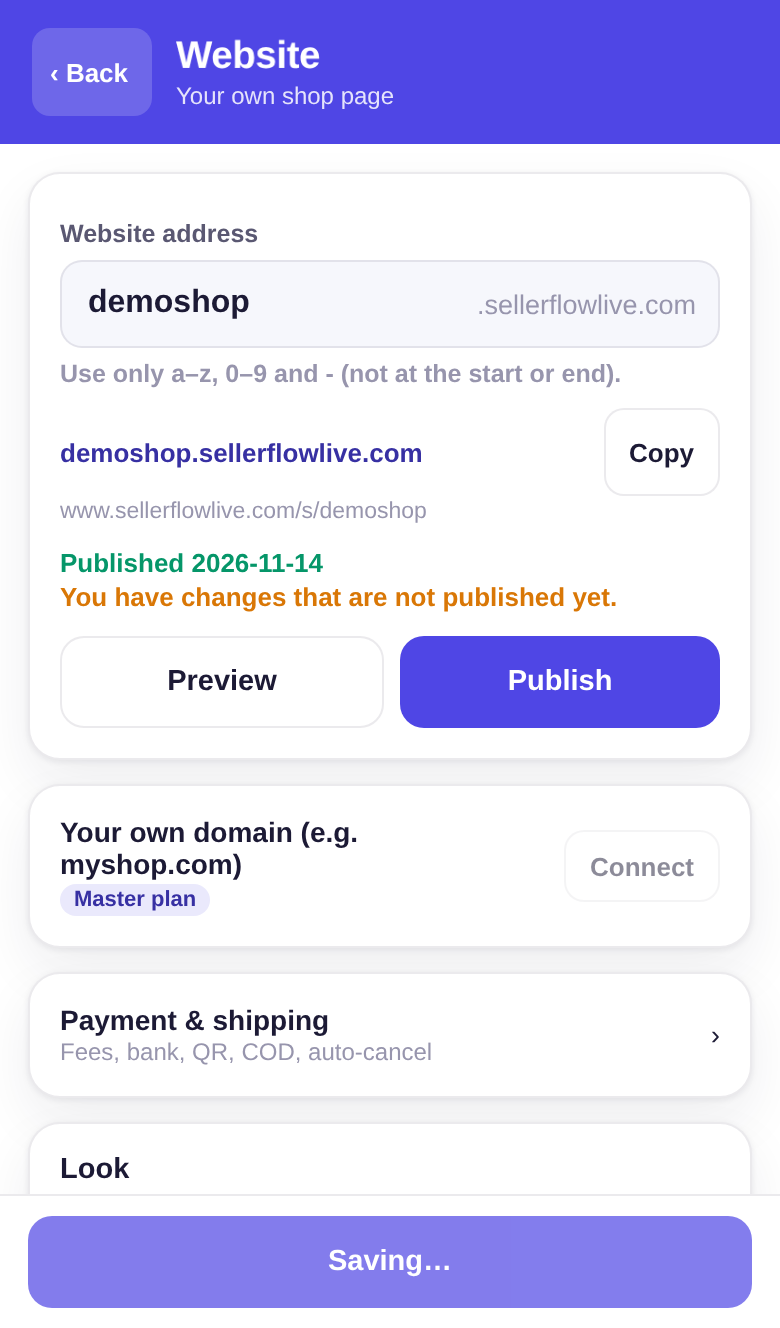 ‹ Back
Website
Your own shop page
Website address
demoshop
.sellerflowlive.com
Use only a–z, 0–9 and - (not at the start or end).
demoshop.sellerflowlive.com
Copy
www.sellerflowlive.com/s/demoshop
Published 2026-11-14
You have changes that are not published yet.
Preview
Publish
Your own domain (e.g.
myshop.com)
Master plan
Connect
Payment & shipping
Fees, bank, QR, COD, auto-cancel
›
Look
Saving…